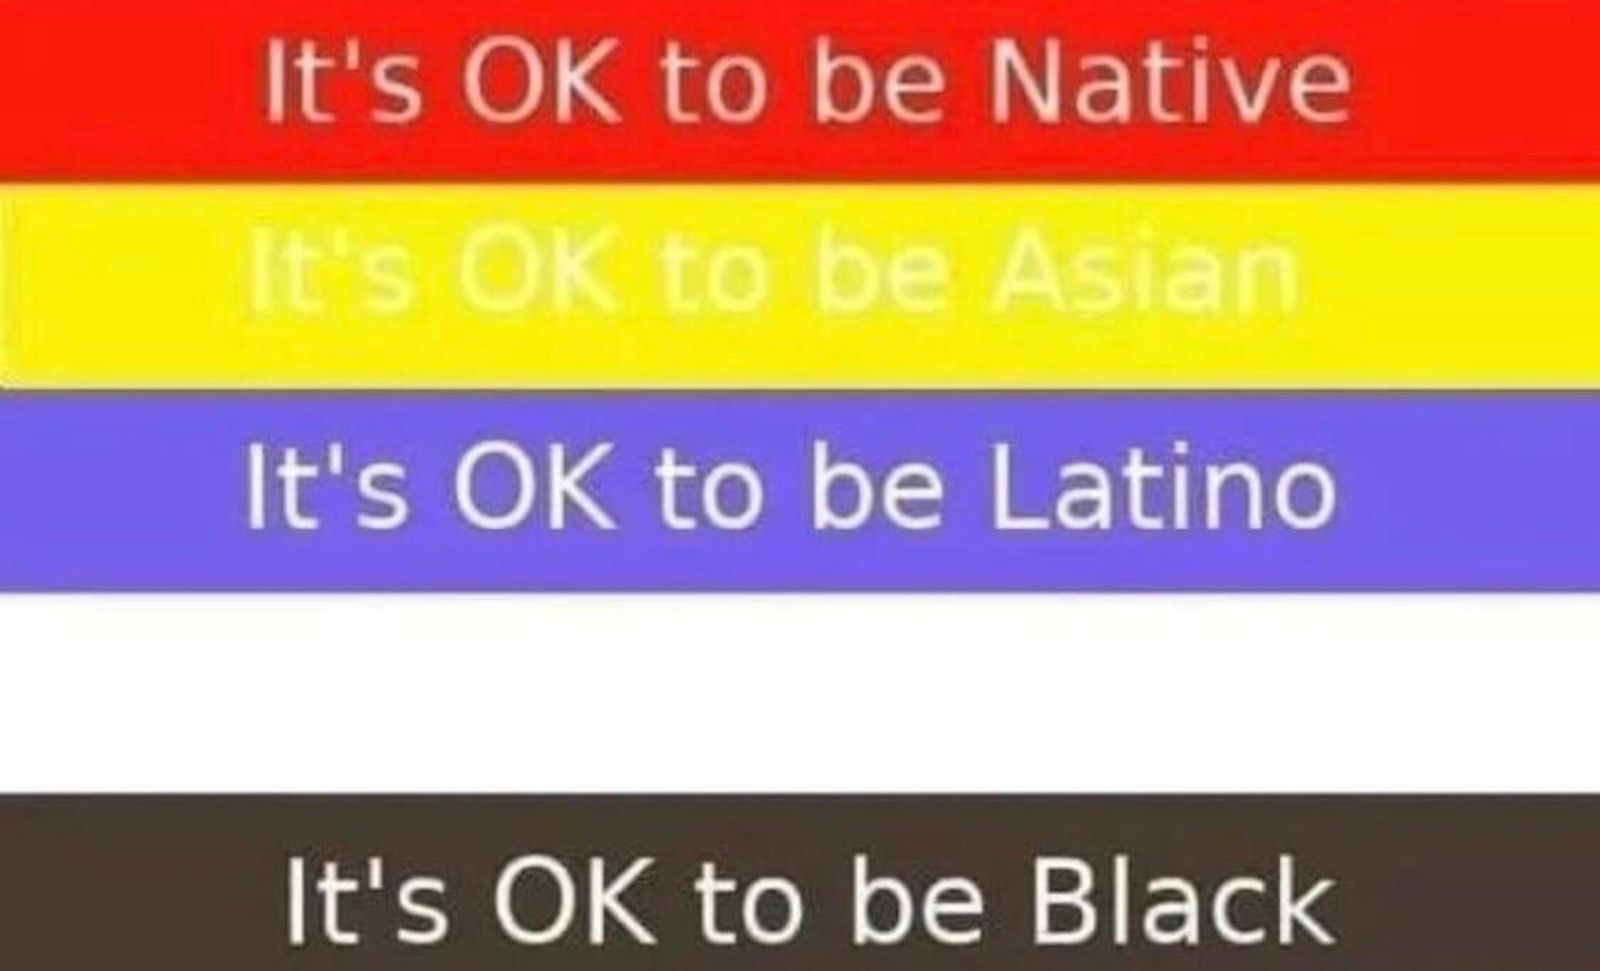 It's OK to be Native
It's OK to be Asian
It's OK to be Latino
It's OK to be Black